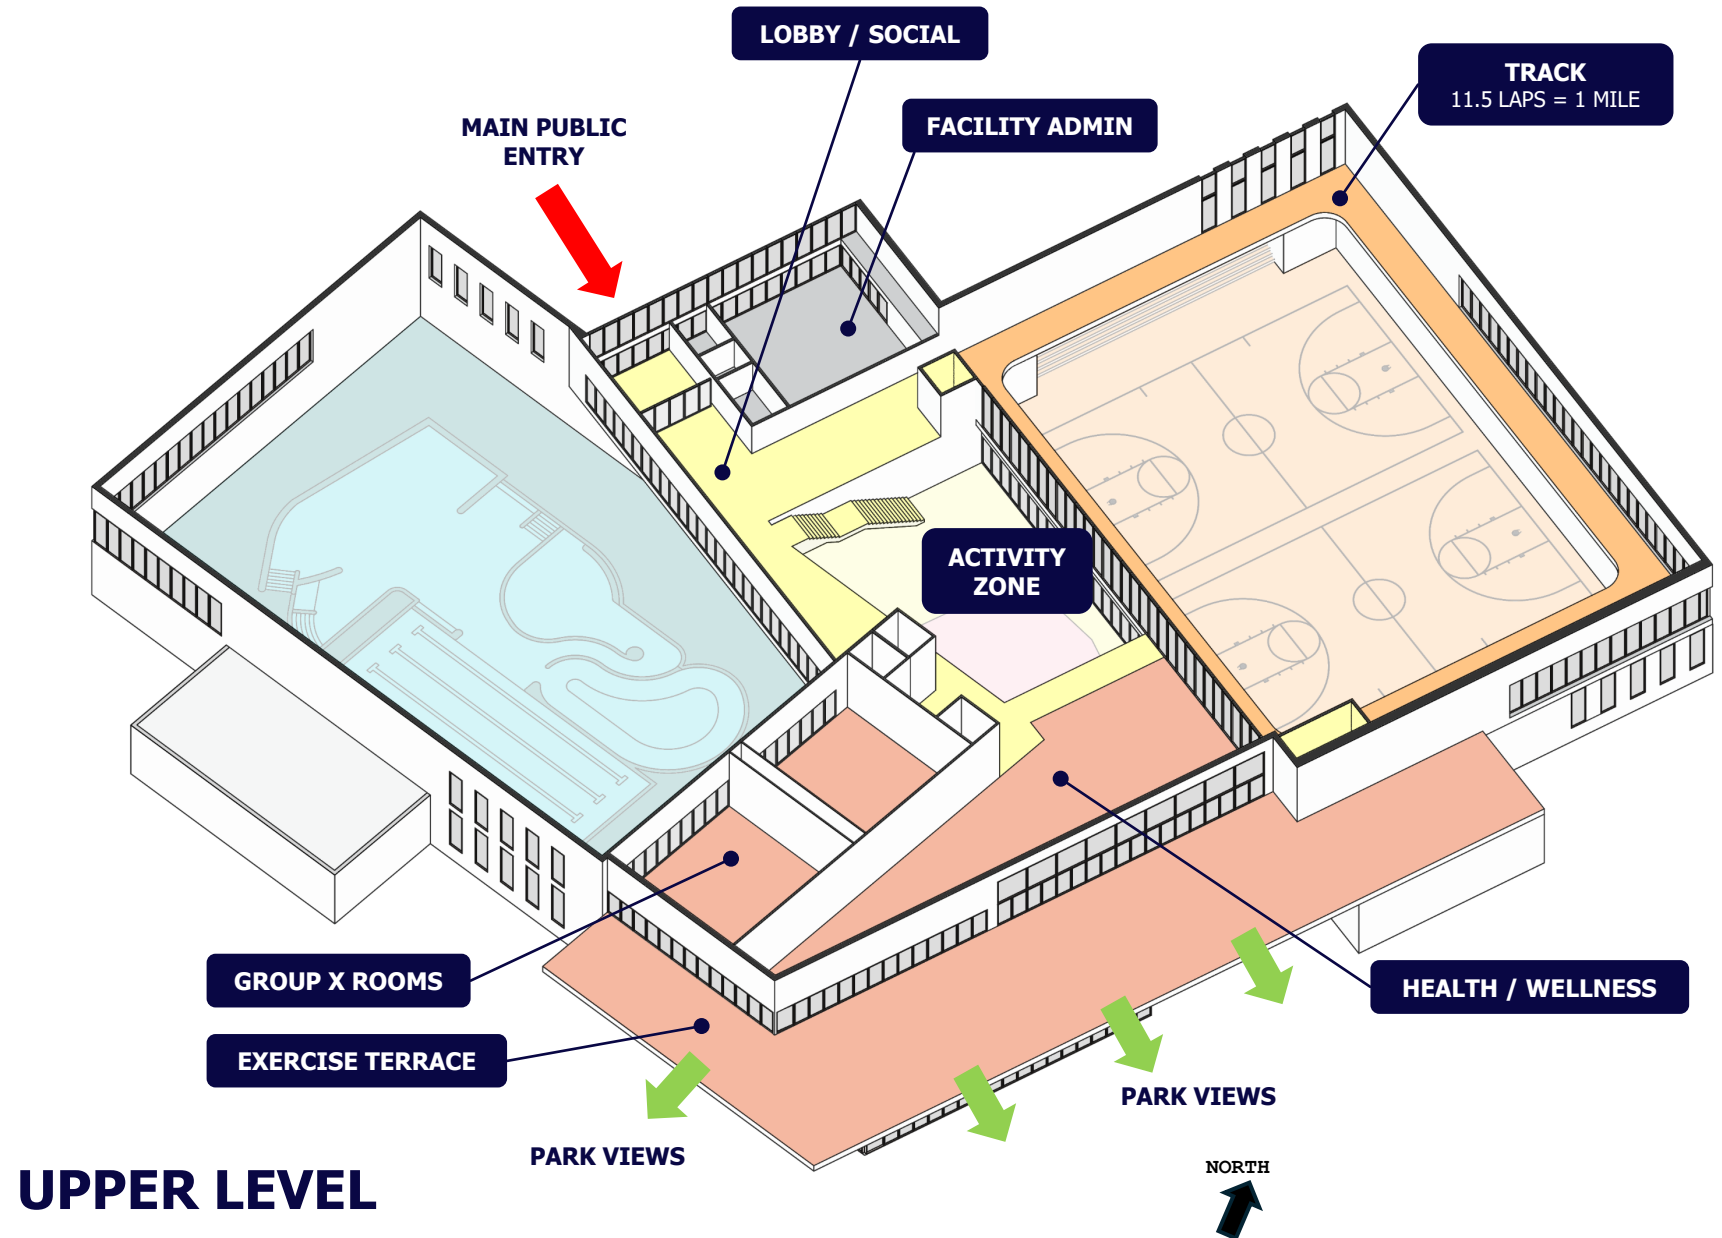 LOBBY / SOCIAL
TRACK
11.5 LAPS = 1 MILE
FACILITY ADMIN
MAIN PUBLIC
ENTRY
ACTIVITY
ZONE
GROUP X ROOMS
HEALTH / WELLNESS
EXERCISE TERRACE
PARK VIEWS
PARK VIEWS
UPPER LEVEL
NORTH